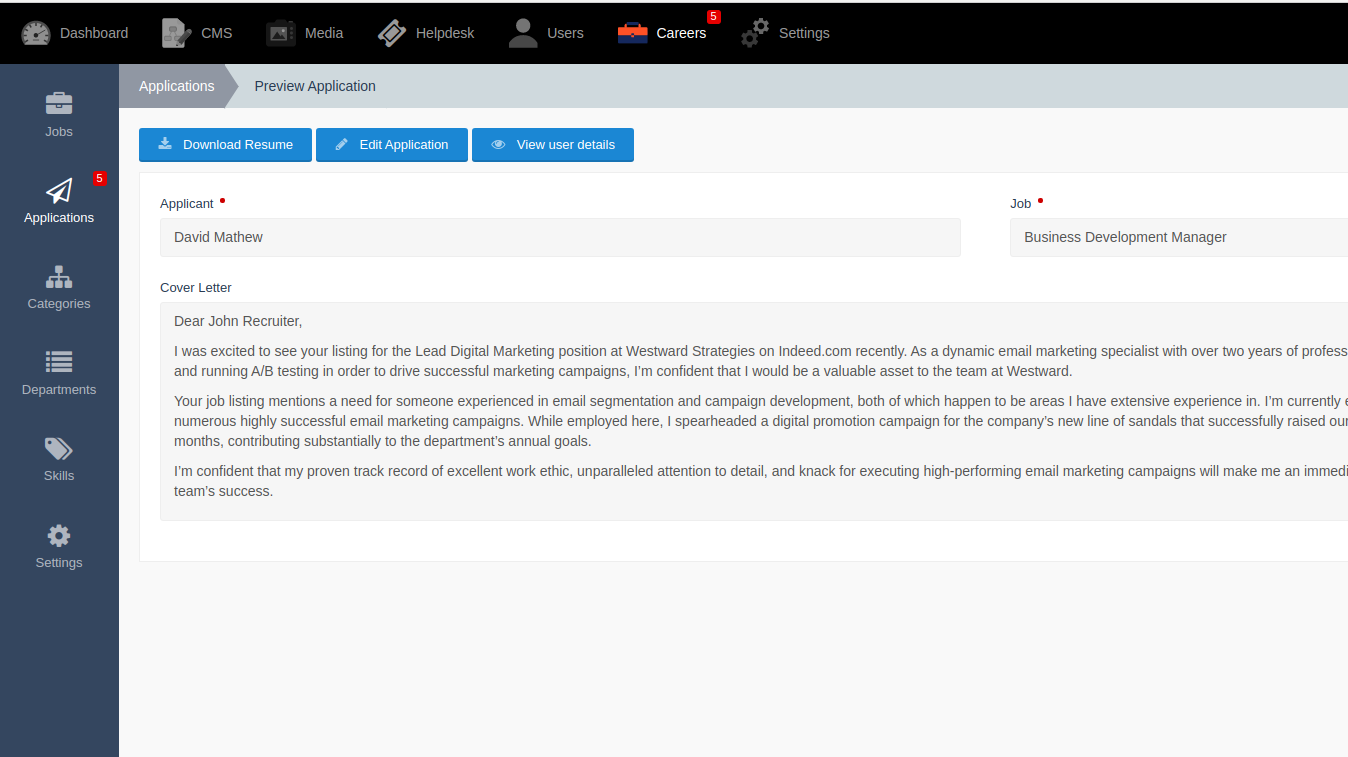 Dashboard CMS Media Helpdesk Users Careers 5 Settings
Applications Preview Application
Jobs
5
Applications
Categories
Departments
Skills
Settings
Download Resume Edit Application View user details
Applicant Job
David Mathew Business Development Manager
Cover Letter
Dear John Recruiter,
I was excited to see your listing for the Lead Digital Marketing position at Westward Strategies on Indeed.com recently. As a dynamic email marketing specialist with over two years of
and running A/B testing in order to drive successful marketing campaigns, I’m confident that I would be a valuable asset to the team at Westward.
Your job listing mentions a need for someone experienced in email segmentation and campaign development, both of which happen to be areas I have extensive experience in. I’m currently
numerous highly successful email marketing campaigns. While employed here, I spearheaded a digital promotion campaign for the company’s new line of sandals that successfully raised
months, contributing substantially to the department’s annual goals.
I’m confident that my proven track record of excellent work ethic, unparalleled attention to detail, and knack for executing high-performing email marketing campaigns will make me an
team’s success.